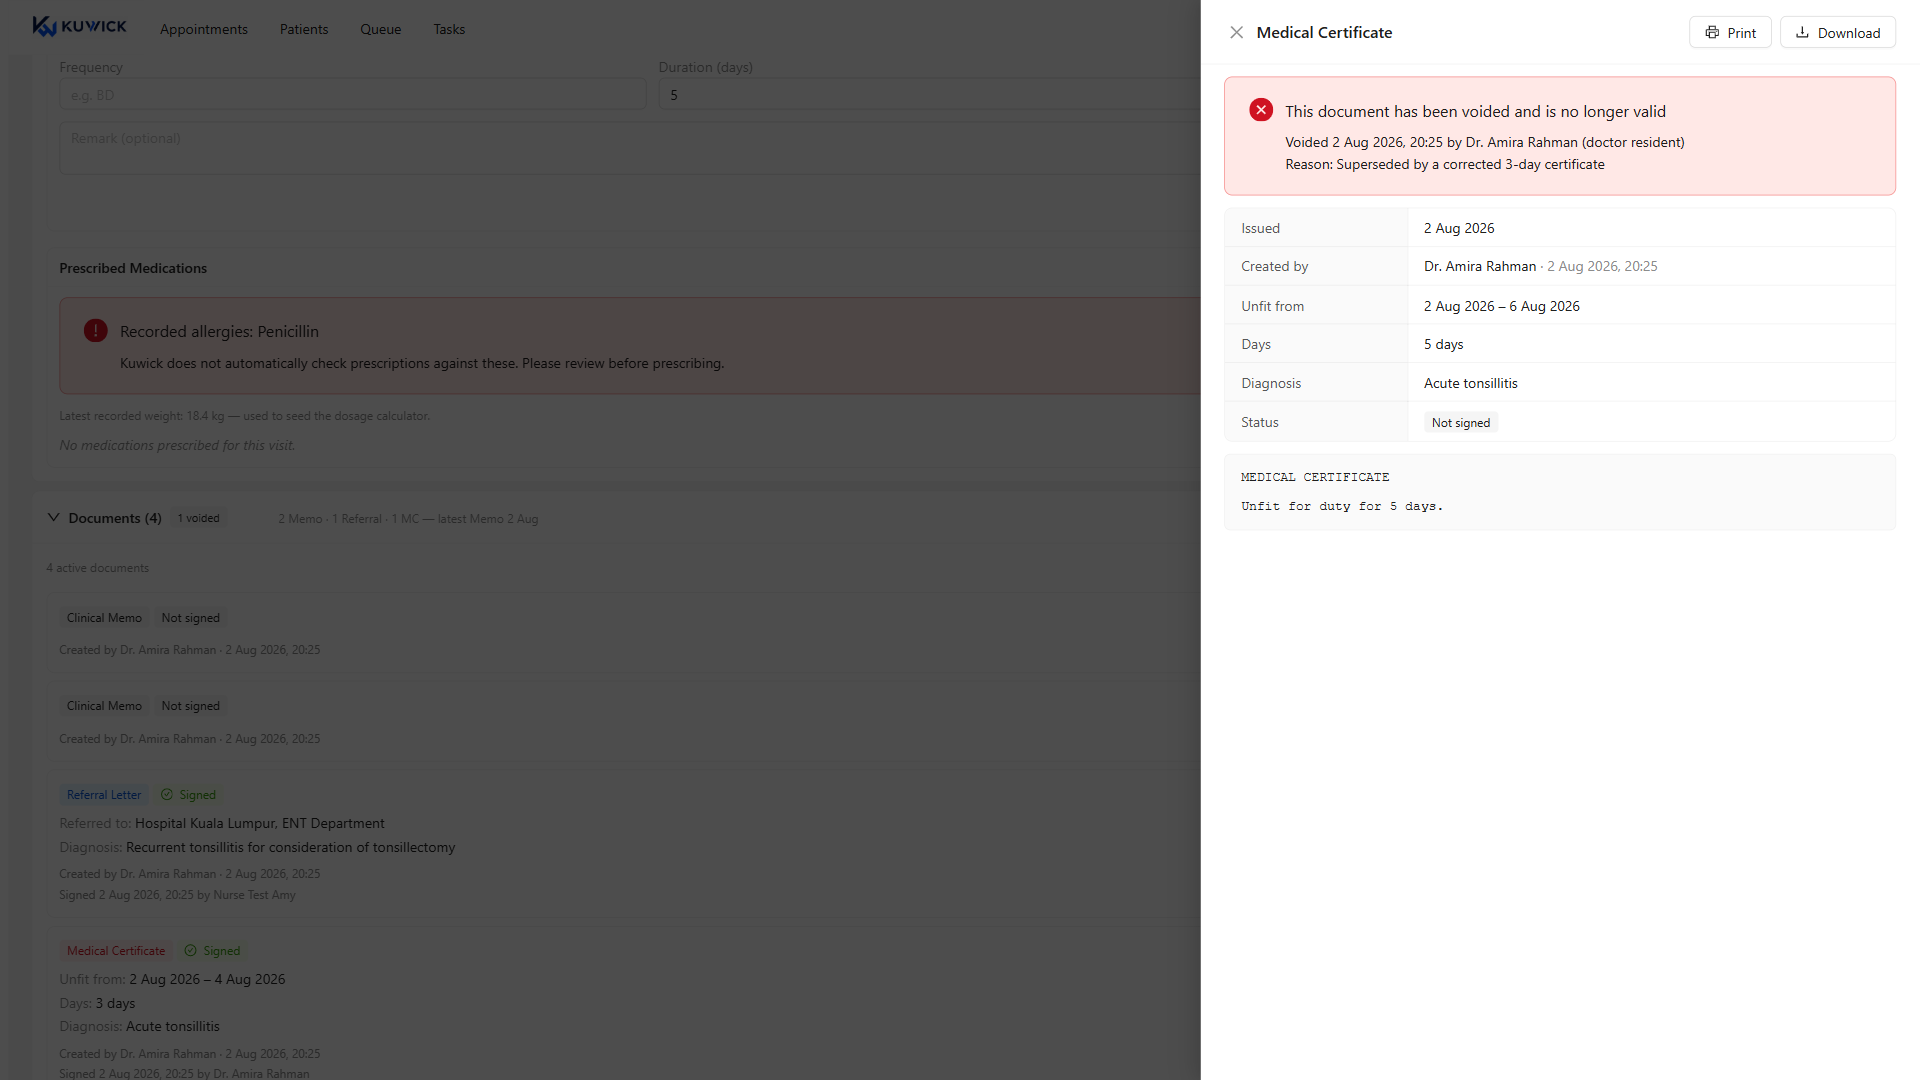 KUWICK
Appointments
Patients
Queue
Tasks
Frequency
Duration (days)
e.g. BD
5
Remark (optional)
Prescribed Medications
Recorded allergies: Penicillin
Kuwick does not automatically check prescriptions against these. Please review before prescribing.
Latest recorded weight: 18.4 kg — used to seed the dosage calculator.
No medications prescribed for this visit.
Documents (4) 1 voided 2 Memo · 1 Referral · 1 MC — latest Memo 2 Aug
4 active documents
Clinical Memo Not signed
Created by Dr. Amira Rahman · 2 Aug 2026, 20:25
Clinical Memo Not signed
Created by Dr. Amira Rahman · 2 Aug 2026, 20:25
Referral Letter Signed
Referred to: Hospital Kuala Lumpur, ENT Department
Diagnosis: Recurrent tonsillitis for consideration of tonsillectomy
Created by Dr. Amira Rahman · 2 Aug 2026, 20:25
Signed 2 Aug 2026, 20:25 by Nurse Test Amy
Medical Certificate Signed
Unfit from: 2 Aug 2026 – 4 Aug 2026
Days: 3 days
Diagnosis: Acute tonsillitis
Created by Dr. Amira Rahman · 2 Aug 2026, 20:25
Signed 2 Aug 2026, 20:25 by Dr. Amira Rahman
Medical Certificate
Print
Download
This document has been voided and is no longer valid
Voided 2 Aug 2026, 20:25 by Dr. Amira Rahman (doctor resident)
Reason: Superseded by a corrected 3-day certificate
Issued 2 Aug 2026
Created by Dr. Amira Rahman · 2 Aug 2026, 20:25
Unfit from 2 Aug 2026 – 6 Aug 2026
Days 5 days
Diagnosis Acute tonsillitis
Status Not signed
MEDICAL CERTIFICATE
Unfit for duty for 5 days.